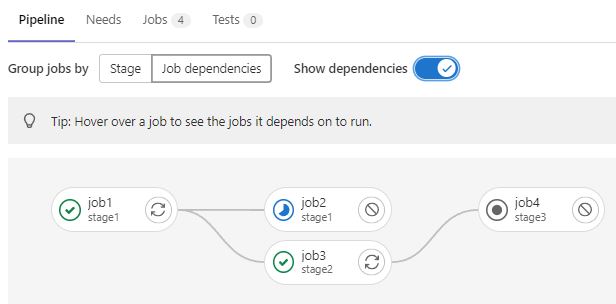 Pipeline Needs Jobs 4 Tests 0
Group jobs by Stage Job dependencies Show dependencies
Tip: Hover over a job to see the jobs it depends on to run.
job1
stage1
job2
stage1
job4
stage3
job3
stage2